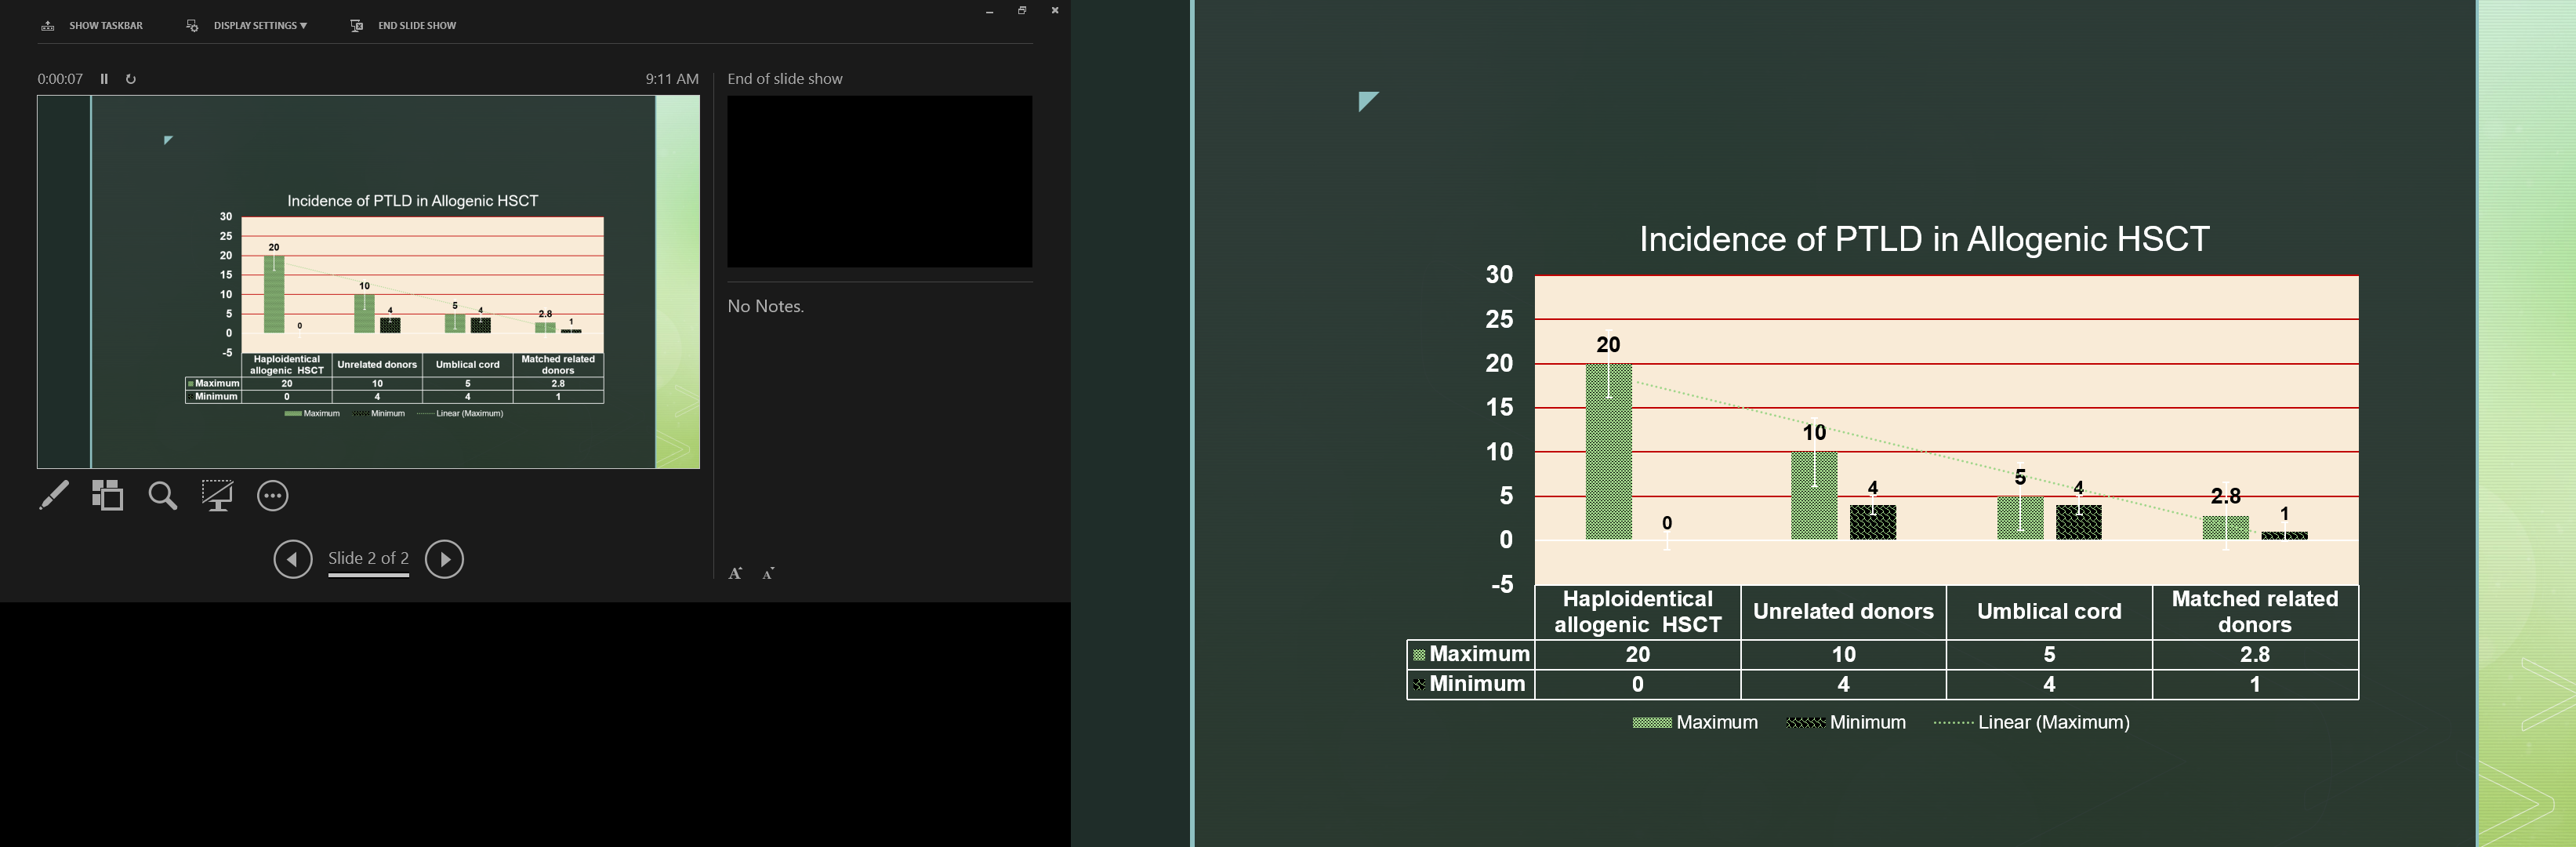 SHOW TASKBAR DISPLAY SETTINGS ▼ END SLIDE SHOW
0:00:07 9:11 AM
Incidence of PTLD in Allogenic HSCT
30
25
20
15
10
5
0
-5
20
0
10
4
5
4
2.8
1
Haploidentical allogenic HSCT Unrelated donors Umblical cord Matched related donors
Maximum 20 10 5 2.8
Minimum 0 4 4 1
Maximum Minimum Linear (Maximum)
Slide 2 of 2
End of slide show
No Notes.
A A
Incidence of PTLD in Allogenic HSCT
30
25
20
15
10
5
0
-5
20
0
10
4
5
4
2.8
1
Haploidentical
allogenic HSCT
Unrelated donors
Umblical cord
Matched related
donors
Maximum 20 10 5 2.8
Minimum 0 4 4 1
Maximum Minimum Linear (Maximum)